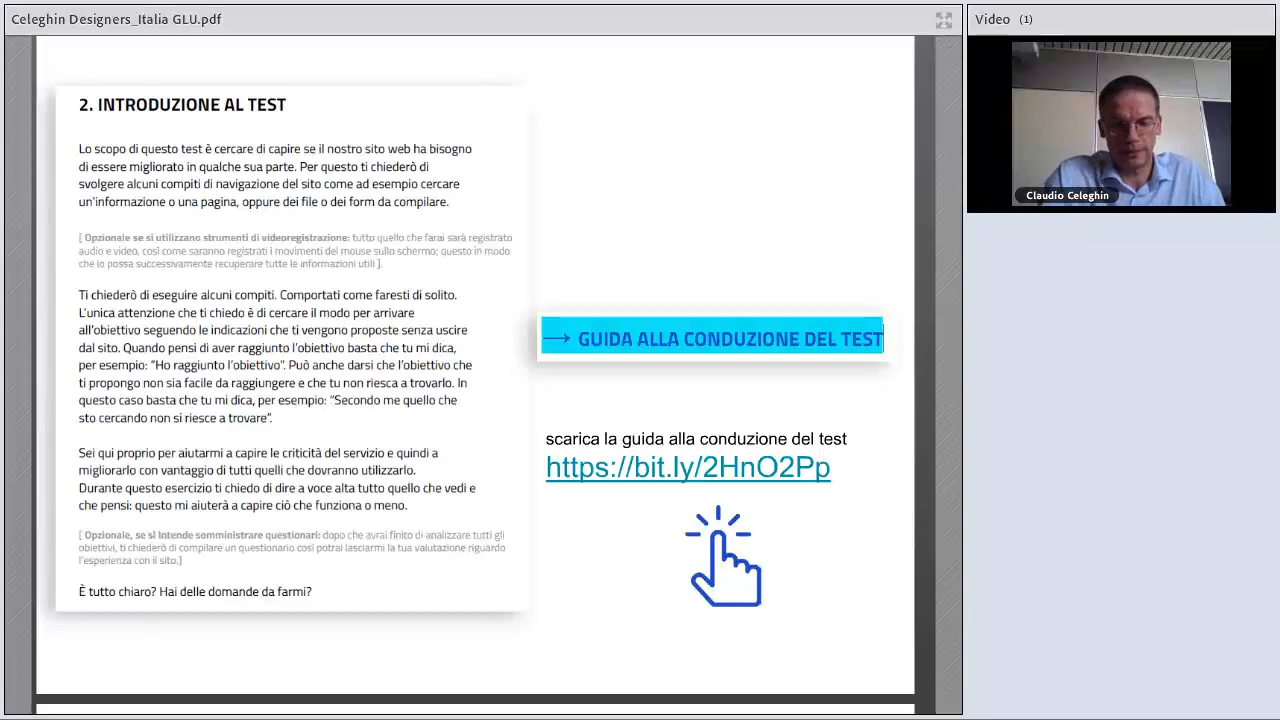 Celeghin Designers_Italia GLU.pdf
Video (1)
Claudio Celeghin
2. INTRODUZIONE AL TEST
Lo scopo di questo test è cercare di capire se il nostro sito web ha bisogno
di essere migliorato in qualche sua parte. Per questo ti chiederò di
svolgere alcuni compiti di navigazione del sito come ad esempio cercare
un'informazione o una pagina, oppure dei file o dei form da compilare.
[ Opzionale se si utilizzano strumenti di videoregistrazione: tutto quello che farai sarà registrato
audio e video, così come saranno registrati i movimenti del mouse sullo schermo; questo in modo
che io possa successivamente recuperare tutte le informazioni utili ].
Ti chiederò di eseguire alcuni compiti. Comportati come faresti di solito.
L'unica attenzione che ti chiedo è di cercare il modo per arrivare
all'obiettivo seguendo le indicazioni che ti vengono proposte senza uscire
dal sito. Quando pensi di aver raggiunto l'obiettivo basta che tu mi dica,
per esempio: "Ho raggiunto l'obiettivo". Può anche darsi che l'obiettivo che
ti propongo non sia facile da raggiungere e che tu non riesca a trovarlo. In
questo caso basta che tu mi dica, per esempio: "Secondo me quello che
sto cercando non si riesce a trovare".
Sei qui proprio per aiutarmi a capire le criticità del servizio e quindi a
migliorarlo con vantaggio di tutti quelli che dovranno utilizzarlo.
Durante questo esercizio ti chiedo di dire a voce alta tutto quello che vedi e
che pensi: questo mi aiuterà a capire ciò che funziona o meno.
[ Opzionale, se si intende somministrare questionari: dopo che avrai finito di analizzare tutti gli
obiettivi, ti chiederò di compilare un questionario così potrai lasciarmi la tua valutazione riguardo
l'esperienza con il sito.]
È tutto chiaro? Hai delle domande da farmi?
→ GUIDA ALLA CONDUZIONE DEL TEST
scarica la guida alla conduzione del test
https://bit.ly/2HnO2Pp